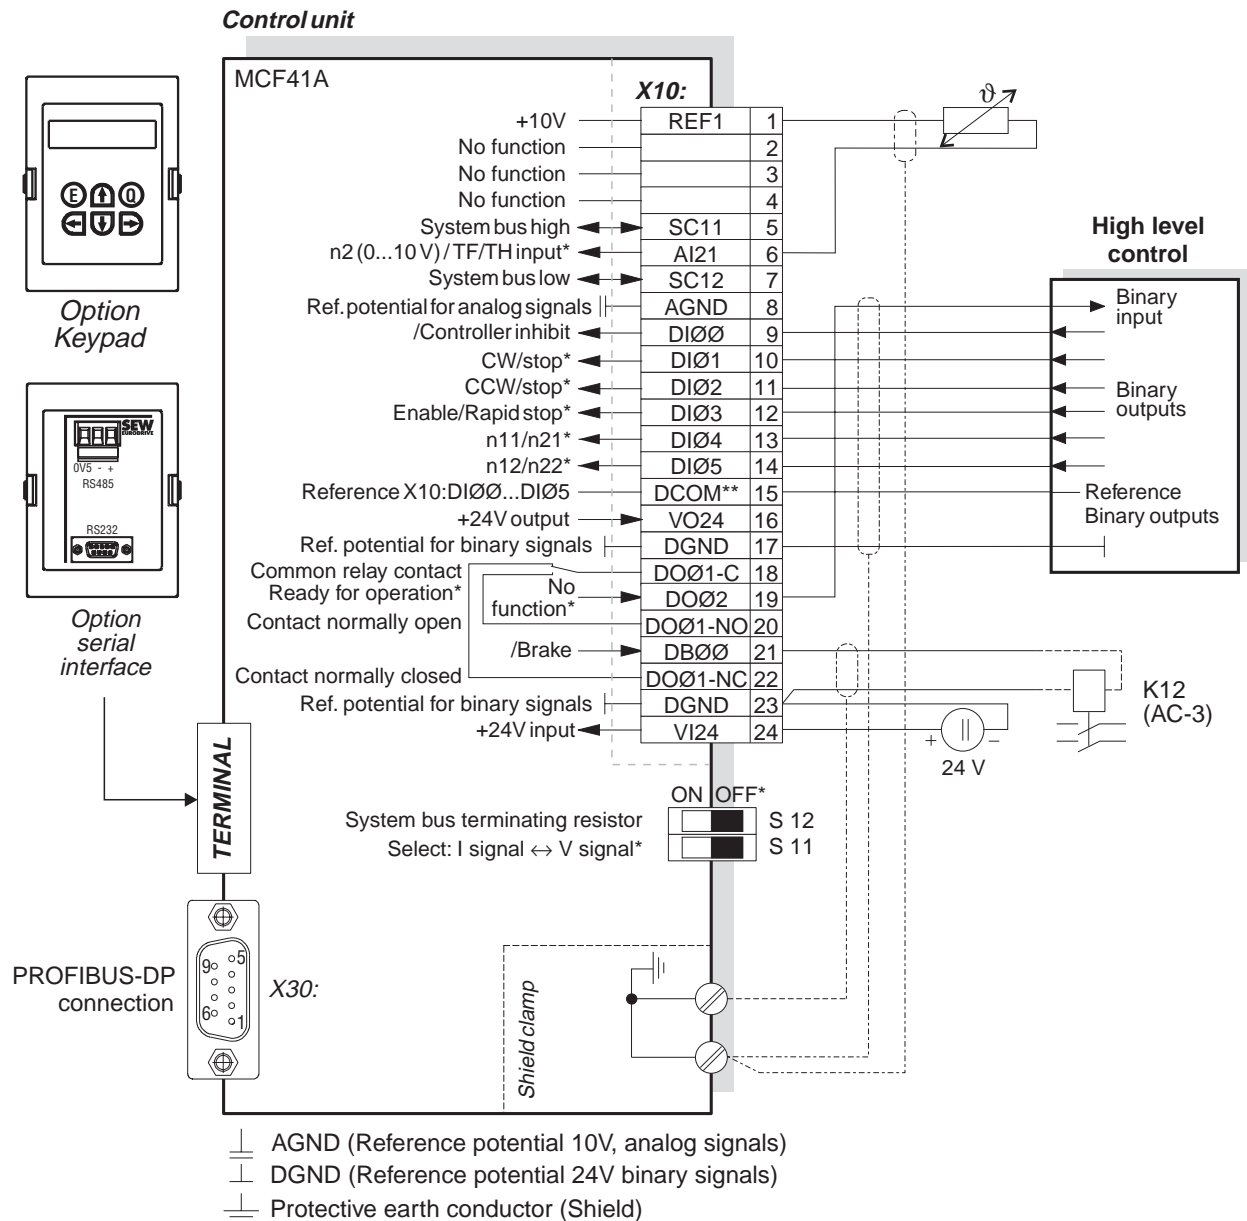 Control unit
MCF41A
X10:
+10V REF1 1
No function 2
No function 3
No function 4
System bus high SC11 5
n2 (0...10 V) / TF/TH input* AI21 6
System bus low SC12 7
Ref. potential for analog signals AGND 8
/Controller inhibit DIØØ 9
CW/stop* DIØ1 10
CCW/stop* DIØ2 11
Enable/Rapid stop* DIØ3 12
n11/n21* DIØ4 13
n12/n22* DIØ5 14
Reference X10:DIØØ...DIØ5 DCOM** 15
+24V output VO24 16
Ref. potential for binary signals DGND 17
Common relay contact DOØ1-C 18
Ready for operation* No function* DOØ2 19
Contact normally open DOØ1-NO 20
/Brake DBØØ 21
Contact normally closed DOØ1-NC 22
Ref. potential for binary signals DGND 23
+24V input VI24 24
ϑ
High level
control
Binary
input
Binary
outputs
Reference
Binary outputs
K12
(AC-3)
+ –
24 V
E Q
Option
Keypad
SEW
EURODRIVE
0V5 - +
RS485
RS232
Option
serial
interface
TERMINAL
ON OFF*
System bus terminating resistor S 12
Select: I signal ↔ V signal* S 11
PROFIBUS-DP
connection
9 5
6 1
X30:
Shield clamp
AGND (Reference potential 10V, analog signals)
DGND (Reference potential 24V binary signals)
Protective earth conductor (Shield)